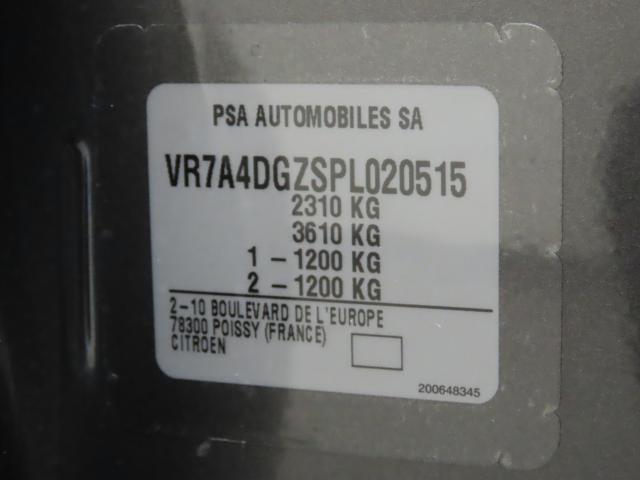 PSA AUTOMOBILES SA
VR7A4DGZSPL020515
2310 KG
3610 KG
1 – 1200 KG
2 – 1200 KG
2–10 BOULEVARD DE L'EUROPE
78300 POISSY (FRANCE)
CITROEN
200648345